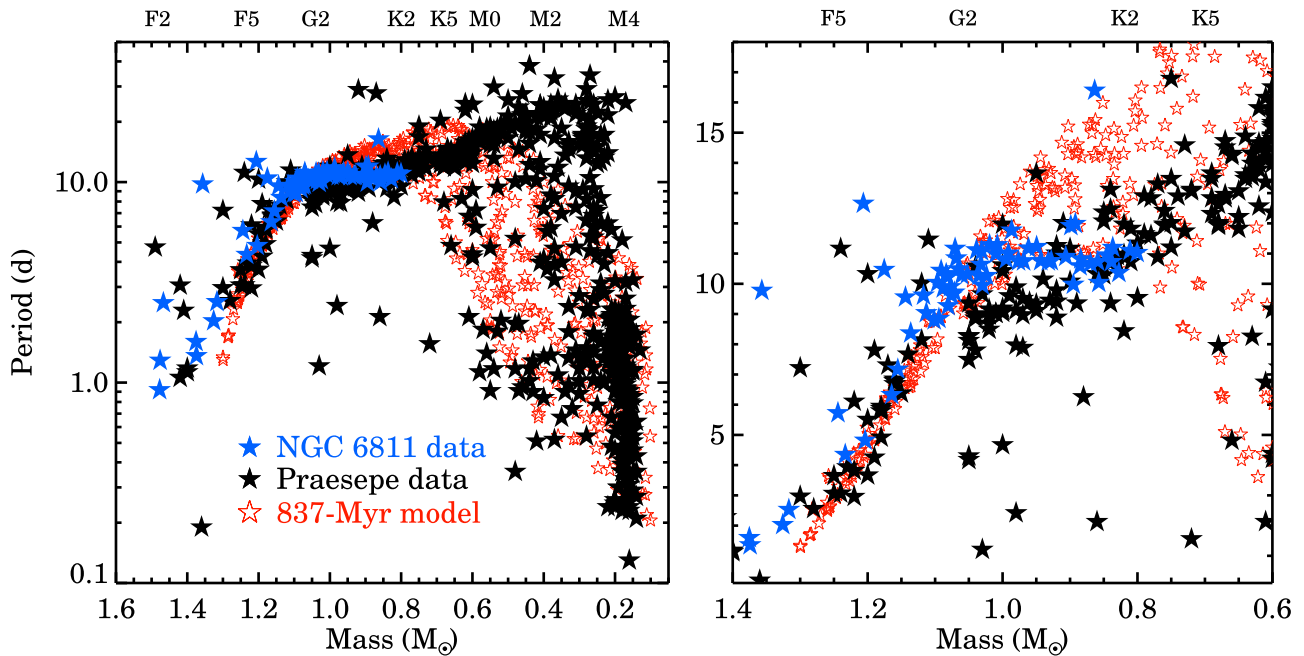 F2 F5 G2 K2 K5 M0 M2 M4
F5 G2 K2 K5
10.0
1.0
0.1
Period (d)
NGC 6811 data
Praesepe data
837-Myr model
1.6 1.4 1.2 1.0 0.8 0.6 0.4 0.2
Mass (M☉)
15
10
5
1.4 1.2 1.0 0.8 0.6
Mass (M☉)